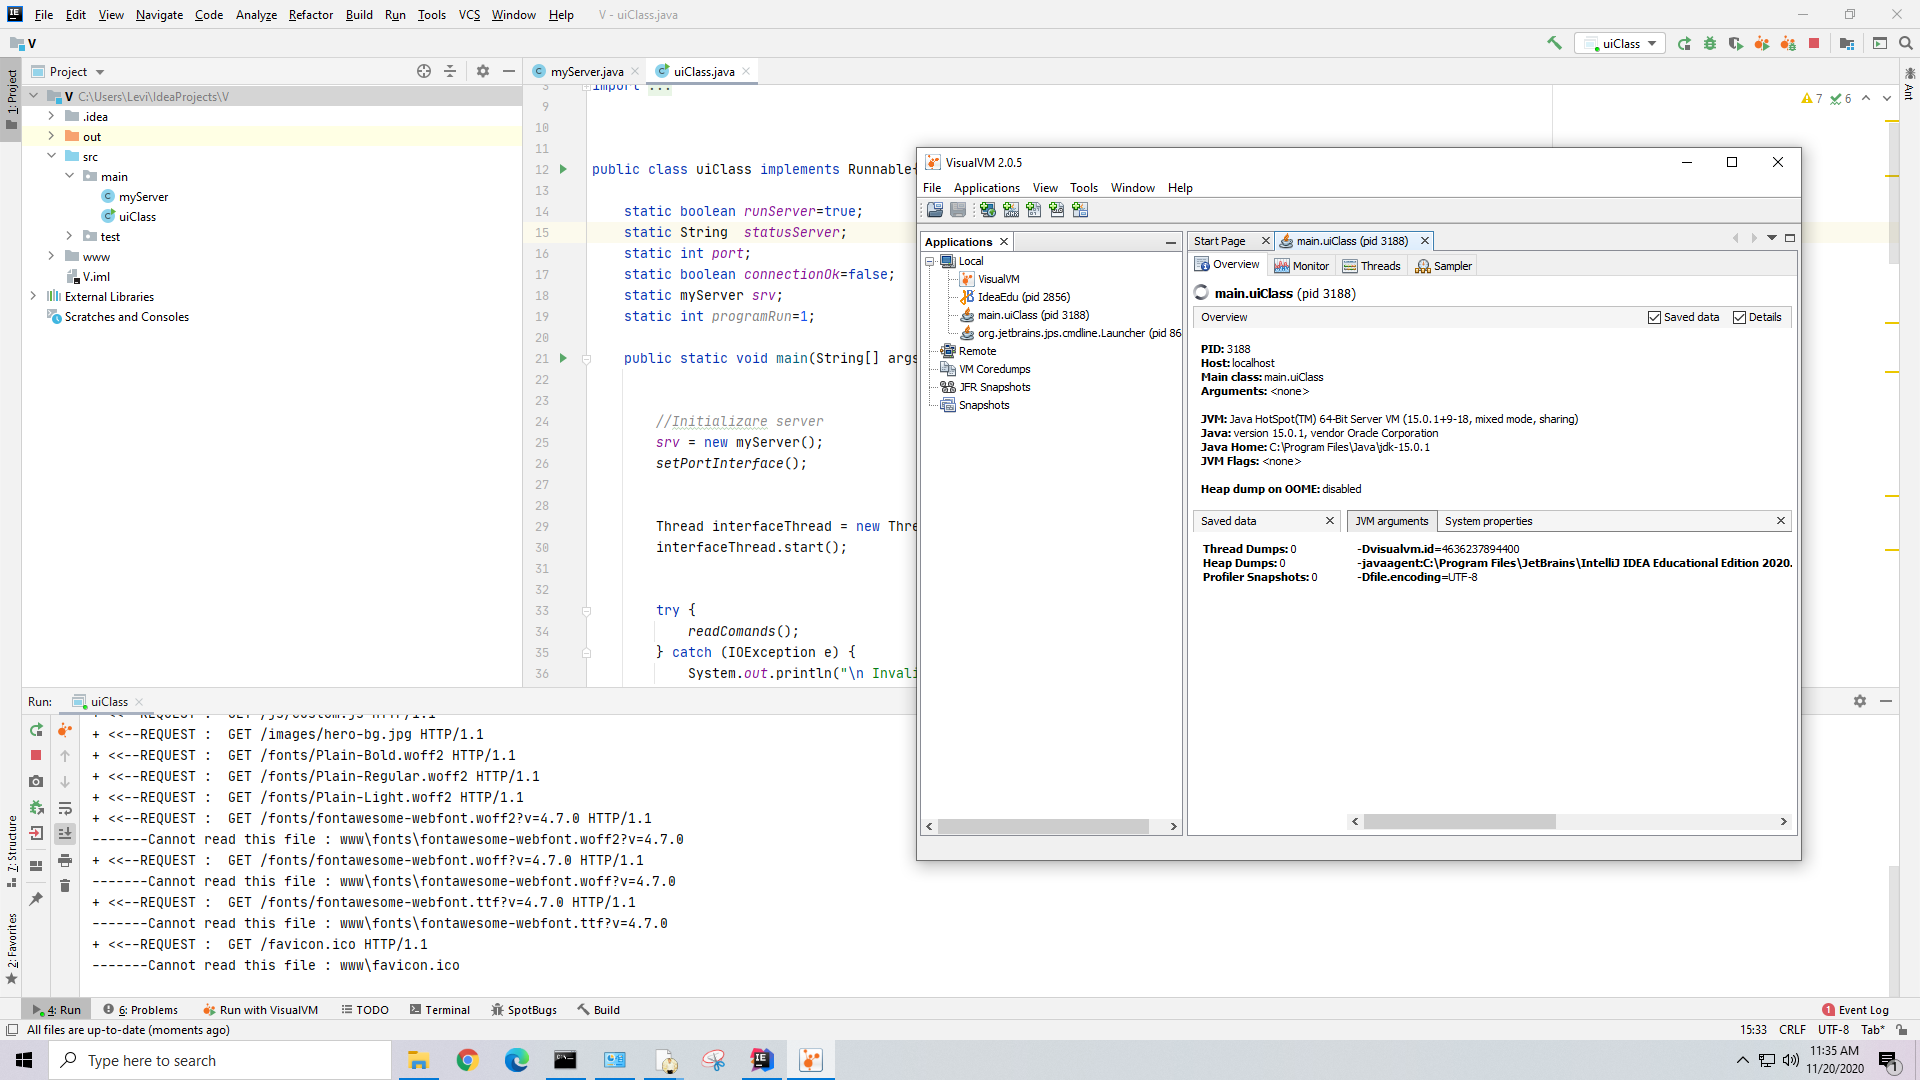 File Edit View Navigate Code Analyze Refactor Build Run Tools VCS Window Help V - uiClass.java
V
uiClass
1: Project
Project
myServer.java
uiClass.java
Ant
V C:\Users\Levi\IdeaProjects\V
.idea
out
src
main
myServer
uiClass
test
www
V.iml
External Libraries
Scratches and Consoles
7 6
3 import ...
9
10
11
12 public class uiClass implements Runnable{
13
14 static boolean runServer=true;
15 static String statusServer;
16 static int port;
17 static boolean connectionOk=false;
18 static myServer srv;
19 static int programRun=1;
20
21 public static void main(String[] args
22
23
24 //Initializare server
25 srv = new myServer();
26 setPortInterface();
27
28
29 Thread interfaceThread = new Thre
30 interfaceThread.start();
31
32
33 try {
34 readComands();
35 } catch (IOException e) {
36 System.out.println("\n Invali
VisualVM 2.0.5
File Applications View Tools Window Help
Applications
Local
VisualVM
IdeaEdu (pid 2856)
main.uiClass (pid 3188)
org.jetbrains.jps.cmdline.Launcher (pid 86
Remote
VM Coredumps
JFR Snapshots
Snapshots
Start Page
main.uiClass (pid 3188)
Overview Monitor Threads Sampler
main.uiClass (pid 3188)
Overview
Saved data
Details
PID: 3188
Host: localhost
Main class: main.uiClass
Arguments: <none>
JVM: Java HotSpot(TM) 64-Bit Server VM (15.0.1+9-18, mixed mode, sharing)
Java: version 15.0.1, vendor Oracle Corporation
Java Home: C:\Program Files\Java\jdk-15.0.1
JVM Flags: <none>
Heap dump on OOME: disabled
Saved data
JVM arguments
System properties
Thread Dumps: 0
Heap Dumps: 0
Profiler Snapshots: 0
-Dvisualvm.id=4636237894400
-javaagent:C:\Program Files\JetBrains\IntelliJ IDEA Educational Edition 2020.
-Dfile.encoding=UTF-8
Run: uiClass
+ <<--REQUEST : GET /js/custom.js HTTP/1.1
+ <<--REQUEST : GET /images/hero-bg.jpg HTTP/1.1
+ <<--REQUEST : GET /fonts/Plain-Bold.woff2 HTTP/1.1
+ <<--REQUEST : GET /fonts/Plain-Regular.woff2 HTTP/1.1
+ <<--REQUEST : GET /fonts/Plain-Light.woff2 HTTP/1.1
+ <<--REQUEST : GET /fonts/fontawesome-webfont.woff2?v=4.7.0 HTTP/1.1
-------Cannot read this file : www\fonts\fontawesome-webfont.woff2?v=4.7.0
+ <<--REQUEST : GET /fonts/fontawesome-webfont.woff?v=4.7.0 HTTP/1.1
-------Cannot read this file : www\fonts\fontawesome-webfont.woff?v=4.7.0
+ <<--REQUEST : GET /fonts/fontawesome-webfont.ttf?v=4.7.0 HTTP/1.1
-------Cannot read this file : www\fonts\fontawesome-webfont.ttf?v=4.7.0
+ <<--REQUEST : GET /favicon.ico HTTP/1.1
-------Cannot read this file : www\favicon.ico
7: Structure
2: Favorites
4: Run 6: Problems Run with VisualVM TODO Terminal SpotBugs Build 1 Event Log
All files are up-to-date (moments ago) 15:33 CRLF UTF-8 Tab*
Type here to search
IE
11:35 AM
11/20/2020
1